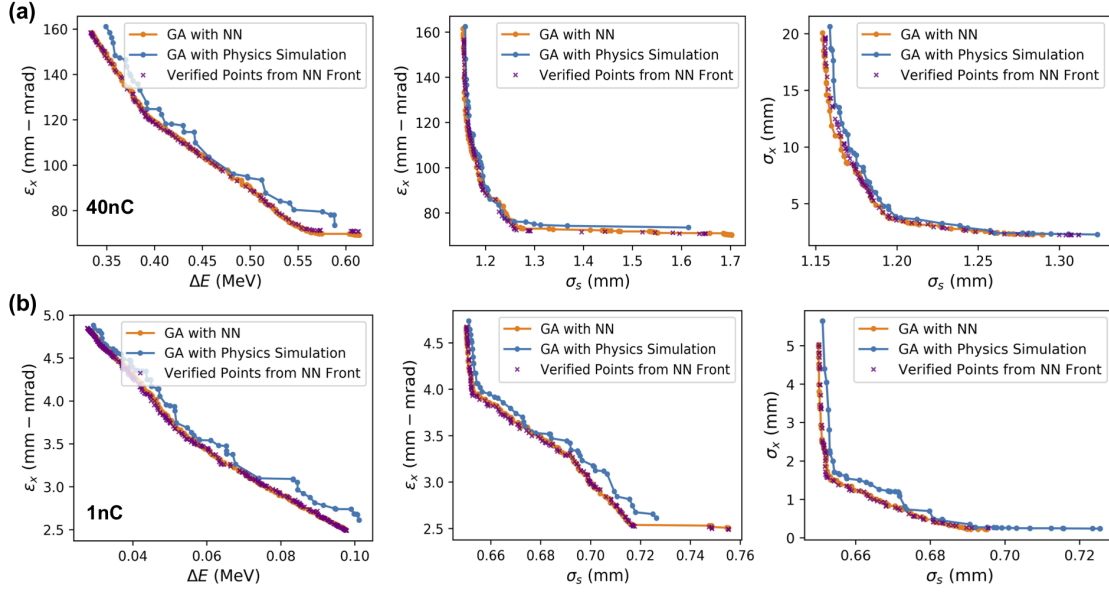 (a)
GA with NN
GA with Physics Simulation
Verified Points from NN Front
160
140
120
100
80
εx (mm − mrad)
40nC
0.35 0.40 0.45 0.50 0.55 0.60
ΔE (MeV)
GA with NN
GA with Physics Simulation
Verified Points from NN Front
160
140
120
100
80
εx (mm − mrad)
1.2 1.3 1.4 1.5 1.6 1.7
σs (mm)
GA with NN
GA with Physics Simulation
Verified Points from NN Front
20
15
10
5
σx (mm)
1.15 1.20 1.25 1.30
σs (mm)
(b)
GA with NN
GA with Physics Simulation
Verified Points from NN Front
5.0
4.5
4.0
3.5
3.0
2.5
εx (mm − mrad)
1nC
0.04 0.06 0.08 0.10
ΔE (MeV)
GA with NN
GA with Physics Simulation
Verified Points from NN Front
4.5
4.0
3.5
3.0
2.5
εx (mm − mrad)
0.66 0.68 0.70 0.72 0.74 0.76
σs (mm)
GA with NN
GA with Physics Simulation
Verified Points from NN Front
5
4
3
2
1
0
σx (mm)
0.66 0.68 0.70 0.72
σs (mm)